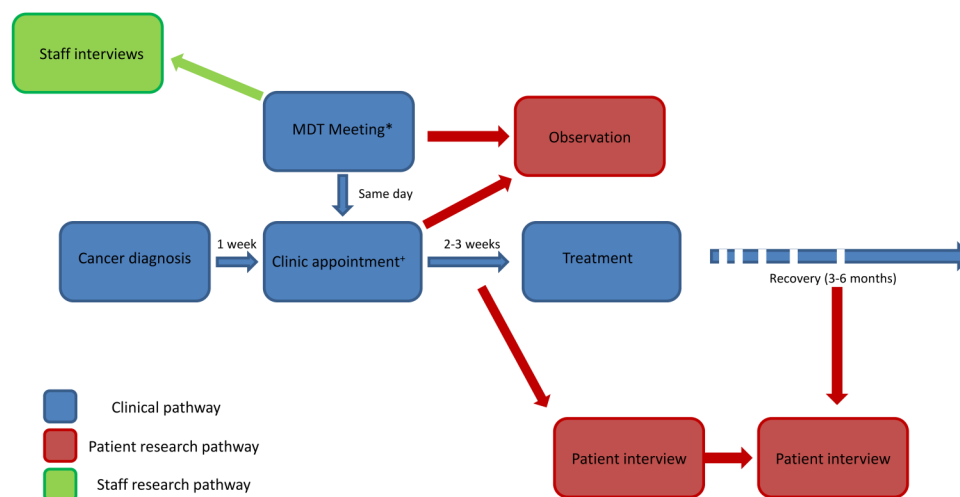 Staff interviews
MDT Meeting*
Observation
Same day
Cancer diagnosis
1 week
Clinic appointment⁺
2-3 weeks
Treatment
Recovery (3-6 months)
Clinical pathway
Patient research pathway
Staff research pathway
Patient interview
Patient interview